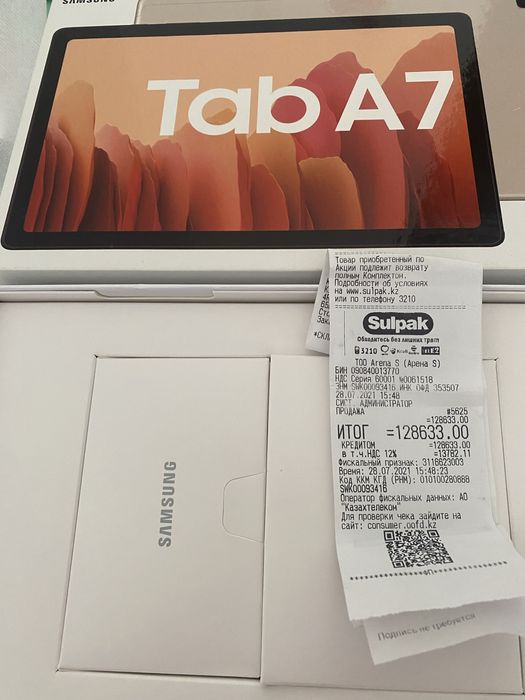 SAMSUNG
Tab A7
Товар приобретенный по
Акции подлежит возврату
полным Комплектом.
Подробности об условиях
на www.sulpak.kz
или по телефону 3210
Sulpak
Обходитесь без лишних трат!
3210
ТОО Arena S (Арена S)
БИН 090840013770
НДС Серия 60001 №0061518
ЗНМ SWK00093416 ИНК ОФД 353507
28.07.2021 15:48
СИСТ. АДМИНИСТРАТОР
ПРОДАЖА #5625
=128633.00
ИТОГ =128633.00
КРЕДИТОМ =128633.00
в т.ч.НДС 12% =13782.11
Фискальный признак: 3116623003
Время: 28.07.2021 15:48:23
Код ККМ КГД (РНМ): 010100280888
SWK00093416
Оператор фискальных данных: АО
"Казахтелеком"
Для проверки чека зайдите на
сайт: consumer.oofd.kz
ФП
Подпись не требуется
SAMSUNG